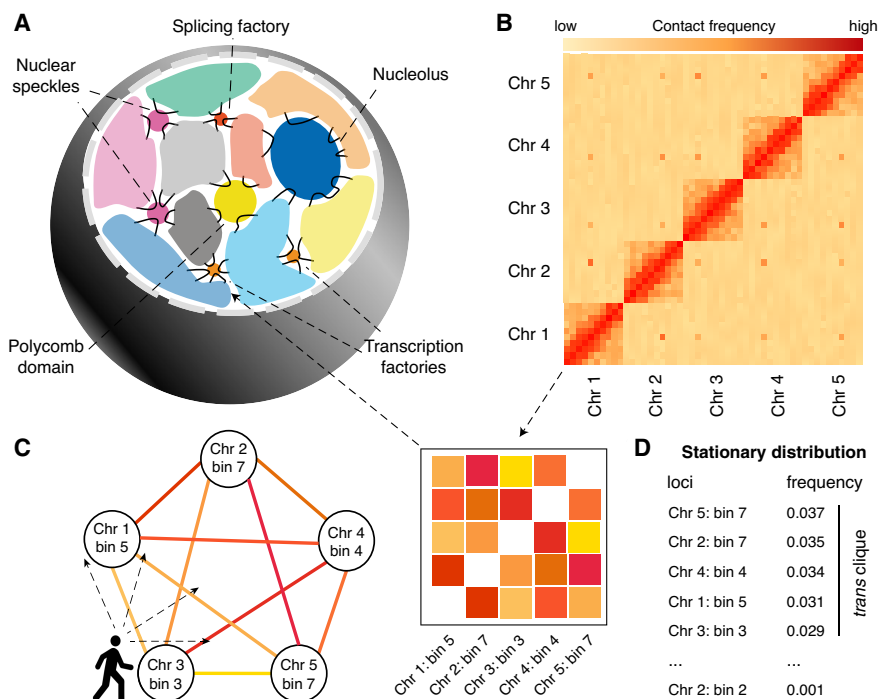 A
Splicing factory
Nuclear
speckles
Nucleolus
Polycomb
domain
Transcription
factories
B
low
Contact frequency
high
Chr 5
Chr 4
Chr 3
Chr 2
Chr 1
Chr 1
Chr 2
Chr 3
Chr 4
Chr 5
C
Chr 2
bin 7
Chr 1
bin 5
Chr 4
bin 4
Chr 3
bin 3
Chr 5
bin 7
Chr 1: bin 5
Chr 2: bin 7
Chr 3: bin 3
Chr 4: bin 4
Chr 5: bin 7
D
Stationary distribution
loci frequency
Chr 5: bin 7 0.037
Chr 2: bin 7 0.035
Chr 4: bin 4 0.034
Chr 1: bin 5 0.031
Chr 3: bin 3 0.029
... ...
Chr 2: bin 2 0.001
trans clique